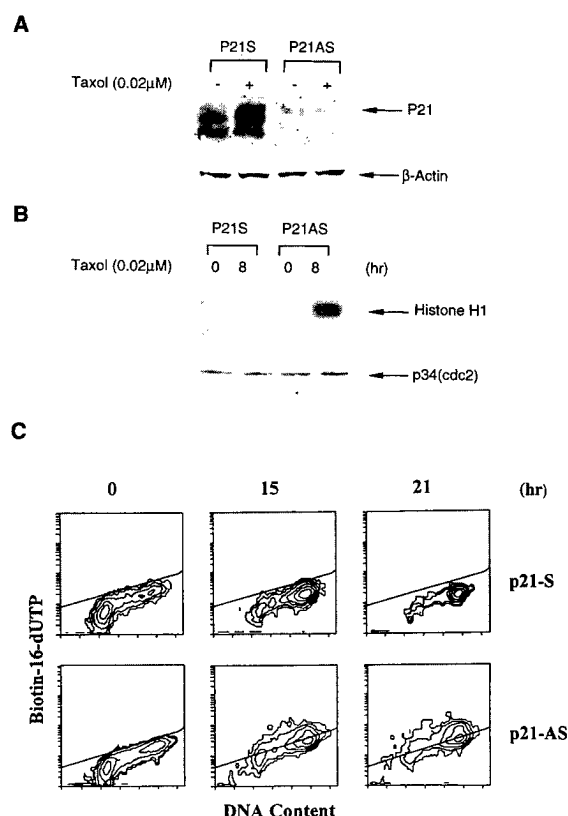 A
P21S P21AS
Taxol (0.02µM) - + - +
P21
β-Actin
B
P21S P21AS
Taxol (0.02µM) 0 8 0 8 (hr)
Histone H1
p34(cdc2)
C
0 15 21 (hr)
p21-S
Biotin-16-dUTP
p21-AS
DNA Content